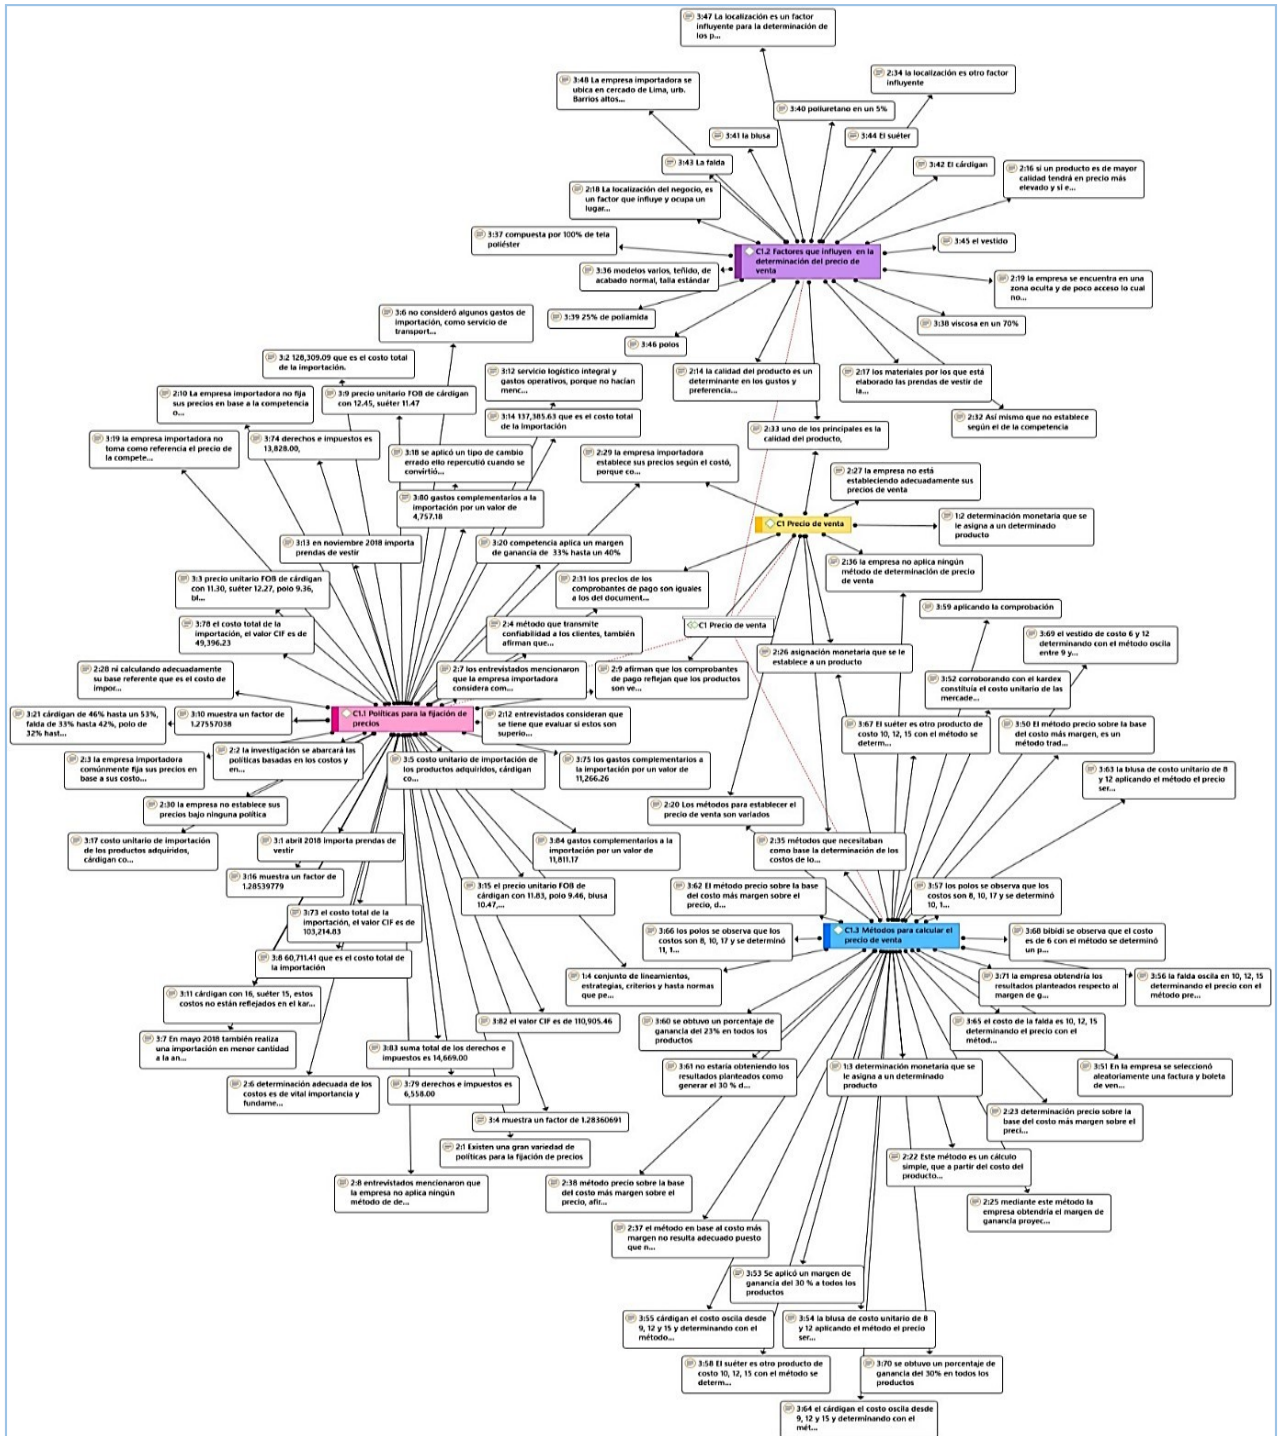 3:47 La localización es un factor
influyente para la determinación de
los p...
3:48 La empresa importadora se
ubica en cercado de Lima, urb.
Barrios altos...
2:34 la localización es otro factor
influyente
3:40 poliuretano en un 5%
3:41 la blusa
3:44 El suéter
3:43 La falda
3:42 El cárdigan
2:16 si un producto es de mayor
calidad tendrá en precio más
elevado y si e...
2:18 La localización del negocio, es
un factor que influye y ocupa un
lugar...
3:37 compuesta por 100% de tela
poliéster
3:45 el vestido
C1.2 Factores que influyen en la
determinación del precio de
venta
3:36 modelos varios, teñido, de
acabado normal, talla estándar
2:19 la empresa se encuentra en una
zona oculta y de poco acceso lo cual
no...
3:39 25% de poliamida
3:38 viscosa en un 70%
3:46 polos
3:6 no consideró algunos gastos de
importación, como servicio de
transport...
3:2 128,309.09 que es el costo total
de la importación.
3:12 servicio logístico integral y
gastos operativos, porque no hacían
menc...
2:14 la calidad del producto es un
determinante en los gustos y
preferencia...
2:17 los materiales por los que está
elaborado las prendas de vestir de
la...
2:10 La empresa importadora no fija
sus precios en base a la competencia
o...
3:9 precio unitario FOB de cárdigan
con 12.45, suéter 11.47
3:14 137,385.63 que es el costo total
de la importación
2:32 Así mismo que no establece
según el de la competencia
2:33 uno de los principales es la
calidad del producto,
3:19 la empresa importadora no
toma como referencia el precio de
la compete...
3:74 derechos e impuestos es
13,828.00,
3:18 se aplicó un tipo de cambio
errado ello repercutió cuando se
convirtió...
2:29 la empresa importadora
establece sus precios según el costó,
porque co...
2:27 la empresa no está
estableciendo adecuadamente sus
precios de venta
3:80 gastos complementarios a la
importación por un valor de
4,757.18
C1 Precio de venta
1:2 determinación monetaria que se
le asigna a un determinado
producto
3:13 en noviembre 2018 importa
prendas de vestir
3:20 competencia aplica un margen
de ganancia de 33% hasta un 40%
2:36 la empresa no aplica ningún
método de determinación de precio
de venta
3:3 precio unitario FOB de cárdigan
con 11.30, suéter 12.27, polo 9.36,
bl...
2:31 los precios de los
comprobantes de pago son iguales
a los del document...
3:59 aplicando la comprobación
3:78 el costo total de la
importación, el valor CIF es de
49,396.23
2:4 método que transmite
confiabilidad a los clientes, también
afirman que...
C1 Precio de venta
3:69 el vestido de costo 6 y 12
determinando con el método oscila
entre 9 y...
2:28 ni calculando adecuadamente
su base referente que es el costo de
impor...
2:7 los entrevistados mencionaron
que la empresa importadora
considera com...
2:9 afirman que los comprobantes
de pago reflejan que los productos
son ve...
2:26 asignación monetaria que se le
establece a un producto
3:52 corroborando con el kardex
constituía el costo unitario de las
mercade...
3:21 cárdigan de 46% hasta un 53%,
falda de 33% hasta 42%, polo de
32% hast...
3:10 muestra un factor de
1.27557038
C1.1 Políticas para la fijación de
precios
2:12 entrevistados consideran que
se tiene que evaluar si estos son
superio...
3:67 El suéter es otro producto de
costo 10, 12, 15 con el método se
determ...
3:50 El método precio sobre la base
del costo más margen, es un
método trad...
2:3 la empresa importadora
comúnmente fija sus precios en
base a sus costo...
2:2 la investigación se abarcará las
políticas basadas en los costos y
en...
3:5 costo unitario de importación de
los productos adquiridos, cárdigan
co...
3:75 los gastos complementarios a
la importación por un valor de
11,266.26
3:63 la blusa de costo unitario de 8
y 12 aplicando el método el precio
ser...
2:30 la empresa no establece sus
precios bajo ninguna política
2:20 Los métodos para establecer el
precio de venta son variados
3:17 costo unitario de importación
de los productos adquiridos,
cárdigan co...
3:1 abril 2018 importa prendas de
vestir
3:84 gastos complementarios a la
importación por un valor de
11,811.17
2:35 métodos que necesitaban
como base la determinación de los
costos de lo...
3:16 muestra un factor de
1.28539779
3:15 el precio unitario FOB de
cárdigan con 11.83, polo 9.46, blusa
10.47,...
3:62 El método precio sobre la base
del costo más margen sobre el
precio, d...
3:57 los polos se observa que los
costos son 8, 10, 17 y se determinó
10, 1...
3:73 el costo total de la
importación, el valor CIF es de
103,214.83
3:66 los polos se observa que los
costos son 8, 10, 17 y se determinó
11, 1...
C1.3 Métodos para calcular el
precio de venta
3:68 bibidi se observa que el costo
es de 6 con el método se determinó
un p...
3:8 60,711.41 que es el costo total de
la importación
1:4 conjunto de lineamientos,
estrategias, criterios y hasta normas
que pe...
3:71 la empresa obtendría los
resultados planteados respecto al
margen de g...
3:56 la falda oscila en 10, 12, 15
determinando el precio con el
método pre...
3:11 cárdigan con 16, suéter 15, estos
costos no están reflejados en el kar...
3:82 el valor CIF es de 110,905.46
3:60 se obtuvo un porcentaje de
ganancia del 23% en todos los
productos
3:65 el costo de la falda es 10, 12, 15
determinando el precio con el
métod...
3:7 En mayo 2018 también realiza
una importación en menor cantidad
a la an...
3:83 suma total de los derechos e
impuestos es 14,669.00
3:61 no estaría obteniendo los
resultados planteados como
generar el 30 % d...
1:3 determinación monetaria que se
le asigna a un determinado
producto
3:51 En la empresa se seleccionó
aleatoriamente una factura y boleta
de ven...
2:6 determinación adecuada de los
costos es de vital importancia y
fundame...
3:79 derechos e impuestos es
6,558.00
3:4 muestra un factor de 1.28360691
2:23 determinación precio sobre la
base del costo más margen sobre el
preci...
2:1 Existen una gran variedad de
políticas para la fijación de precios
2:22 Este método es un cálculo
simple, que a partir del costo del
producto...
2:8 entrevistados mencionaron que
la empresa no aplica ningún
método de de...
2:38 método precio sobre la base
del costo más margen sobre el
precio, afir...
2:25 mediante este método la
empresa obtendría el margen de
ganancia proyec...
2:37 el método en base al costo más
margen no resulta adecuado puesto
que n...
3:53 Se aplicó un margen de
ganancia del 30 % a todos los
productos
3:55 cárdigan el costo oscila desde
9, 12 y 15 y determinando con el
método...
3:54 la blusa de costo unitario de 8
y 12 aplicando el método el precio
ser...
3:58 El suéter es otro producto de
costo 10, 12, 15 con el método se
determ...
3:70 se obtuvo un porcentaje de
ganancia del 30% en todos los
productos
3:64 el cárdigan el costo oscila desde
9, 12 y 15 y determinando con el
mét...